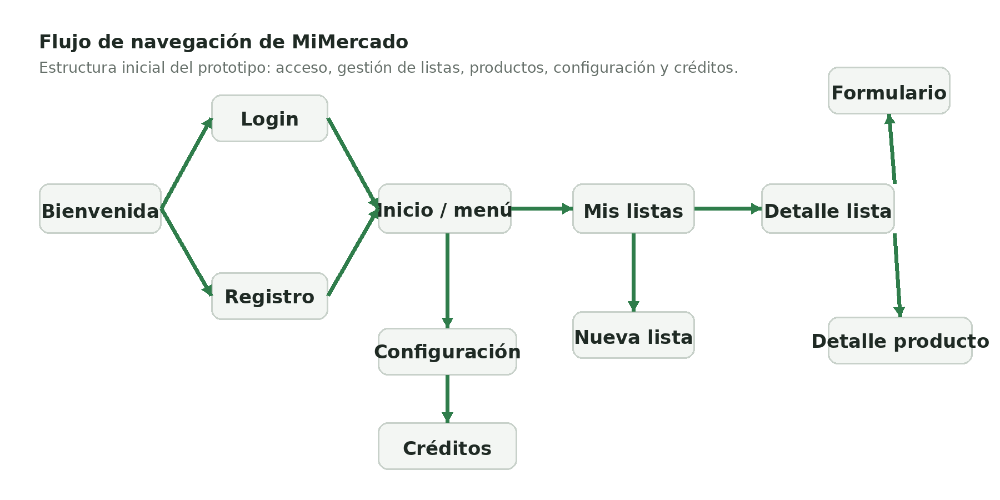 Flujo de navegación de MiMercado
Estructura inicial del prototipo: acceso, gestión de listas, productos, configuración y créditos.
Formulario
Login
Bienvenida
Inicio / menú
Mis listas
Detalle lista
Registro
Configuración
Nueva lista
Detalle producto
Créditos